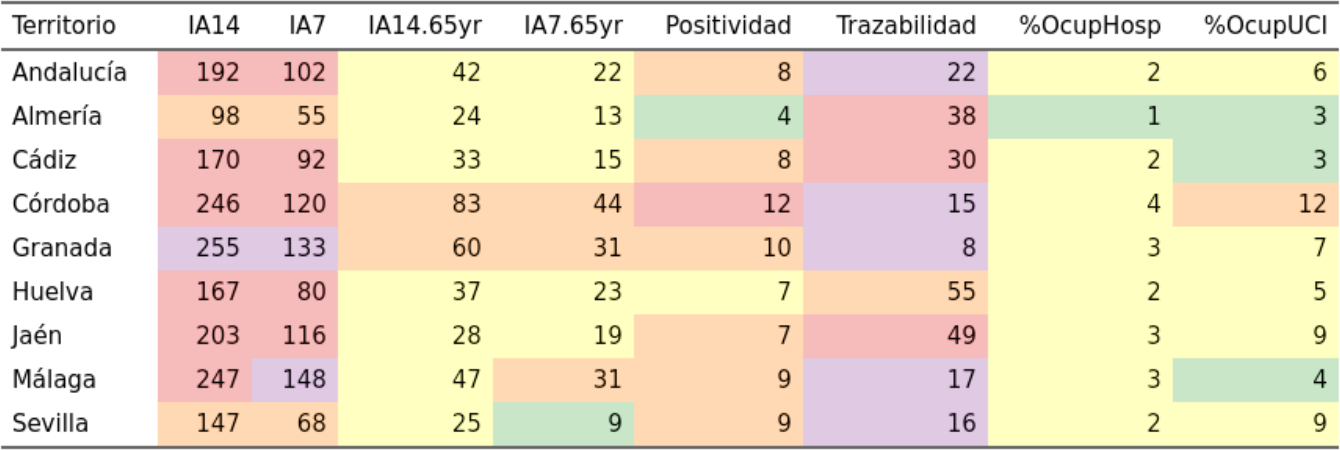 Territorio IA14 IA7 IA14.65yr IA7.65yr Positividad Trazabilidad %OcupHosp %OcupUCI
Andalucía 192 102 42 22 8 22 2 6
Almería 98 55 24 13 4 38 1 3
Cádiz 170 92 33 15 8 30 2 3
Córdoba 246 120 83 44 12 15 4 12
Granada 255 133 60 31 10 8 3 7
Huelva 167 80 37 23 7 55 2 5
Jaén 203 116 28 19 7 49 3 9
Málaga 247 148 47 31 9 17 3 4
Sevilla 147 68 25 9 9 16 2 9